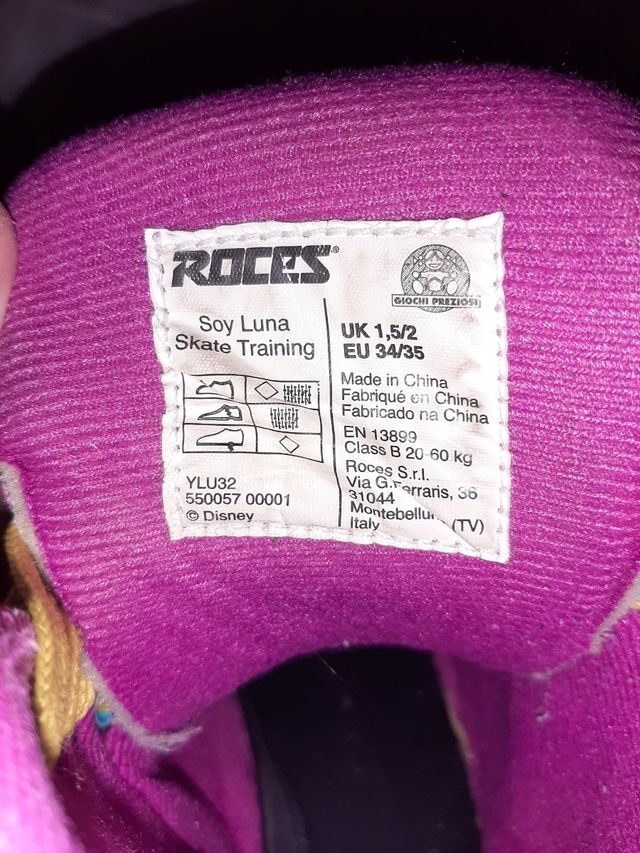 ROCES®
GIOCHI PREZIOSI
Soy Luna
Skate Training
YLU32
550057 00001
© Disney
UK 1,5/2
EU 34/35
Made in China
Fabriqué en China
Fabricado na China
EN 13899
Class B 20-60 kg
Roces S.r.l.
Via G.Ferraris, 36
31044
(TV)
Italy